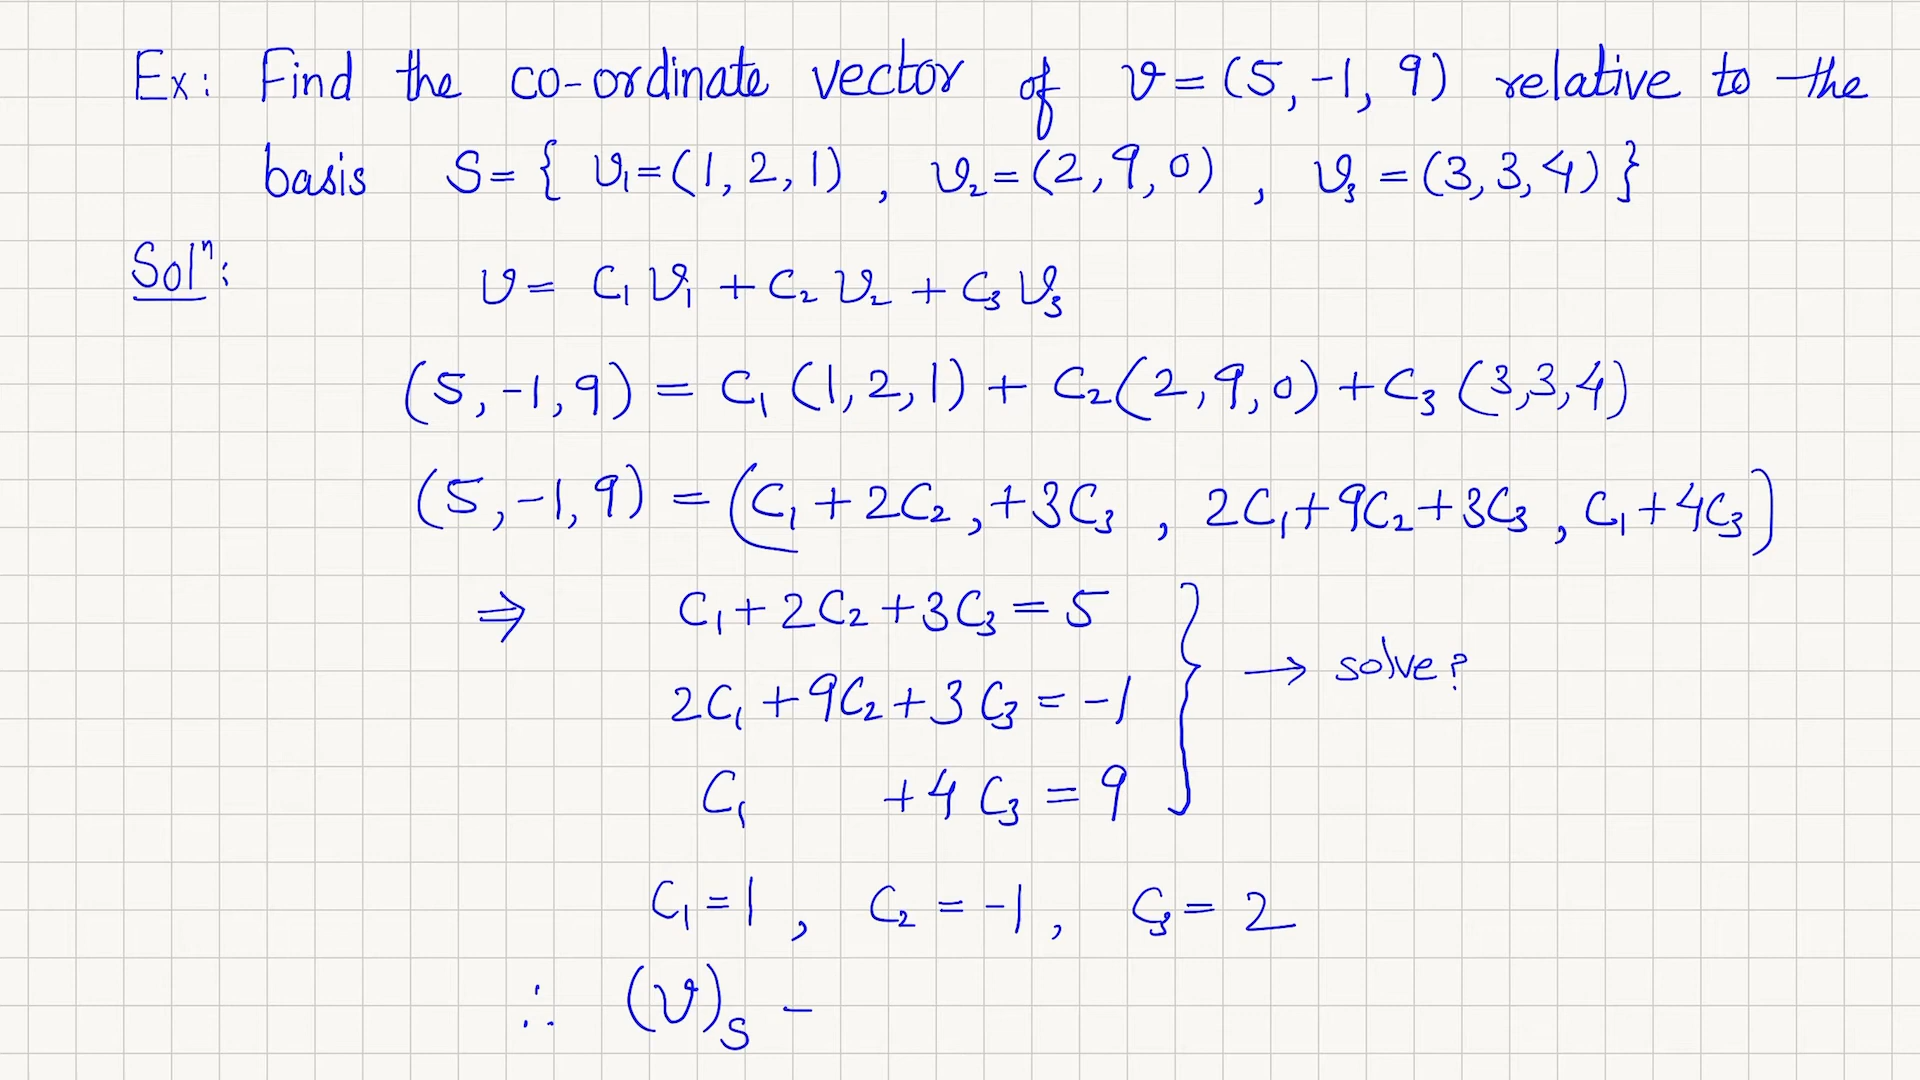 Ex: Find the co-ordinate vector of v = (5, -1, 9) relative to the
basis S = { v₁ = (1, 2, 1) , v₂ = (2, 9, 0) , v₃ = (3, 3, 4) }
Solⁿ:
v = C₁ v₁ + C₂ v₂ + C₃ v₃
(5, -1, 9) = C₁ (1, 2, 1) + C₂ (2, 9, 0) + C₃ (3, 3, 4)
(5, -1, 9) = (C₁ + 2C₂ , + 3C₃ , 2C₁ + 9C₂ + 3C₃ , C₁ + 4C₃)
⇒ C₁ + 2C₂ + 3C₃ = 5
2C₁ + 9C₂ + 3C₃ = -1 } → solve?
C₁ + 4C₃ = 9
C₁ = 1 , C₂ = -1 , C₃ = 2
∴ (v)ₛ -